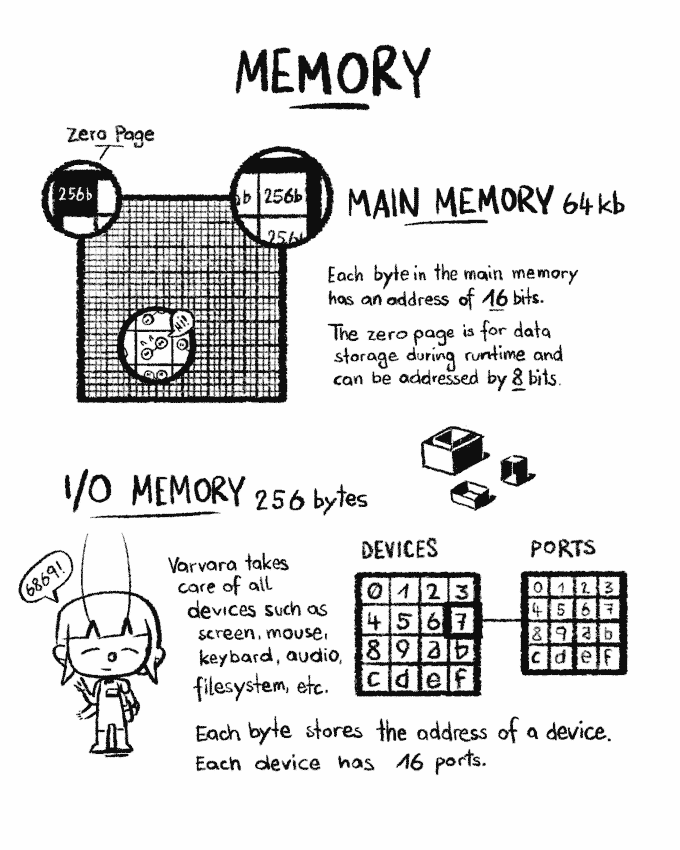 MEMORY
Zero Page
256b
b 256b
256b
MAIN MEMORY 64kb
Each byte in the main memory
has an address of 16 bits.
The zero page is for data
storage during runtime and
can be addressed by 8 bits.
Hi!
I/O MEMORY 256 bytes
6869!
Varvara takes
care of all
devices such as
screen, mouse,
keybard, audio,
filesystem, etc.
DEVICES
0 1 2 3
4 5 6 7
8 9 a b
c d e f
PORTS
0 1 2 3
4 5 6 7
8 9 a b
c d e f
Each byte stores the address of a device.
Each device has 16 ports.